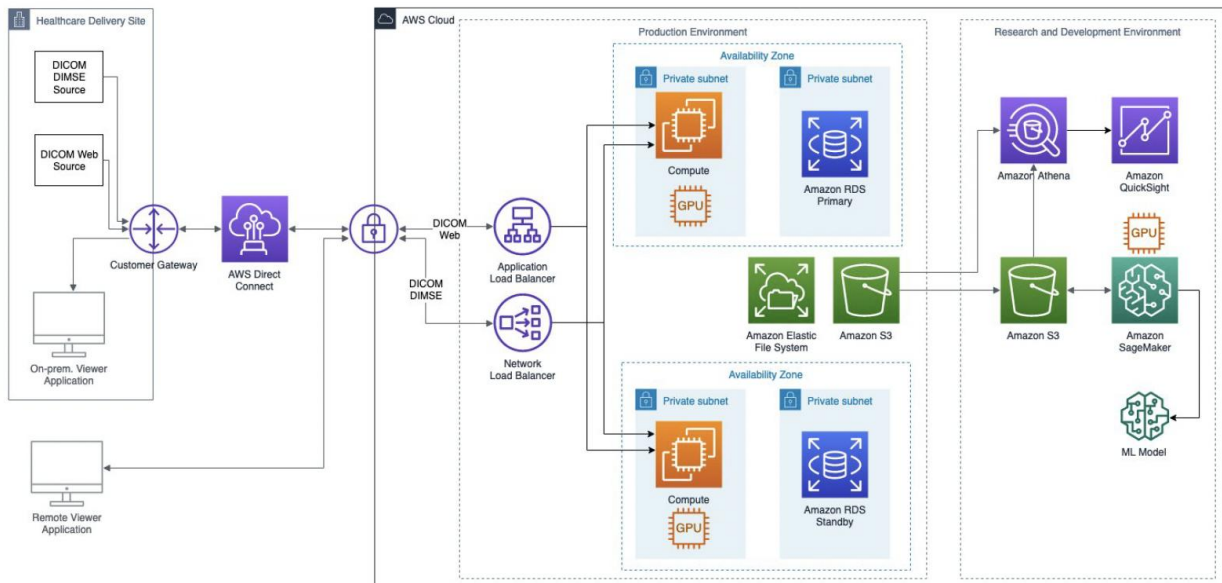 Healthcare Delivery Site
DICOM
DIMSE
Source
DICOM Web
Source
Customer Gateway
On-prem. Viewer
Application
Remote Viewer
Application
AWS Direct
Connect
AWS Cloud
DICOM
Web
DICOM
DIMSE
Application
Load Balancer
Network
Load Balancer
Production Environment
Availability Zone
Private subnet
Compute
GPU
Private subnet
Amazon RDS
Primary
Amazon Elastic
File System
Amazon S3
Availability Zone
Private subnet
Compute
GPU
Private subnet
Amazon RDS
Standby
Research and Development Environment
Amazon Athena
Amazon
QuickSight
GPU
Amazon S3
Amazon
SageMaker
ML Model